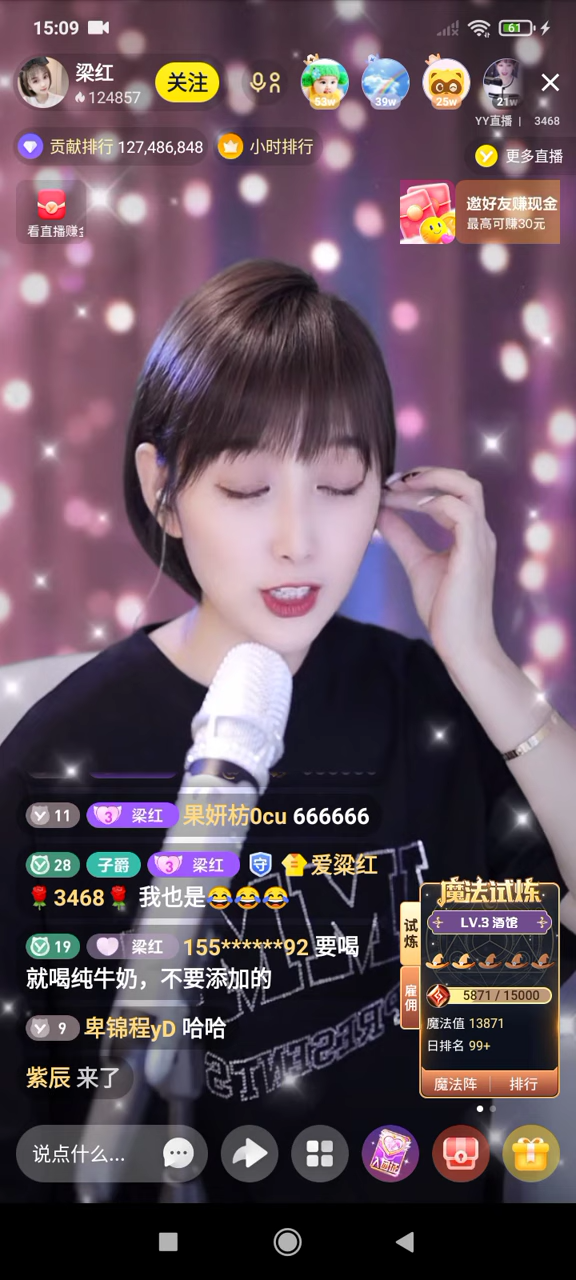 15:09
61
梁红
124857
关注
53w
39w
25w
21w
YY直播 | 3468
贡献排行 127,486,848
小时排行
更多直播
看直播赚
邀好友赚现金
最高可赚30元
11 3 梁红 果妍枋0cu 666666
28 子爵 3 梁红 守 爱粱红
🌹3468🌹 我也是😂😂😂
19 梁红 155******92 要喝
就喝纯牛奶，不要添加的
9 卑锦程yD 哈哈
紫辰 来了
魔法试炼
试炼
LV.3 酒馆
雇佣
5871 / 15000
魔法值 13871
日排名 99+
魔法阵 排行
说点什么...